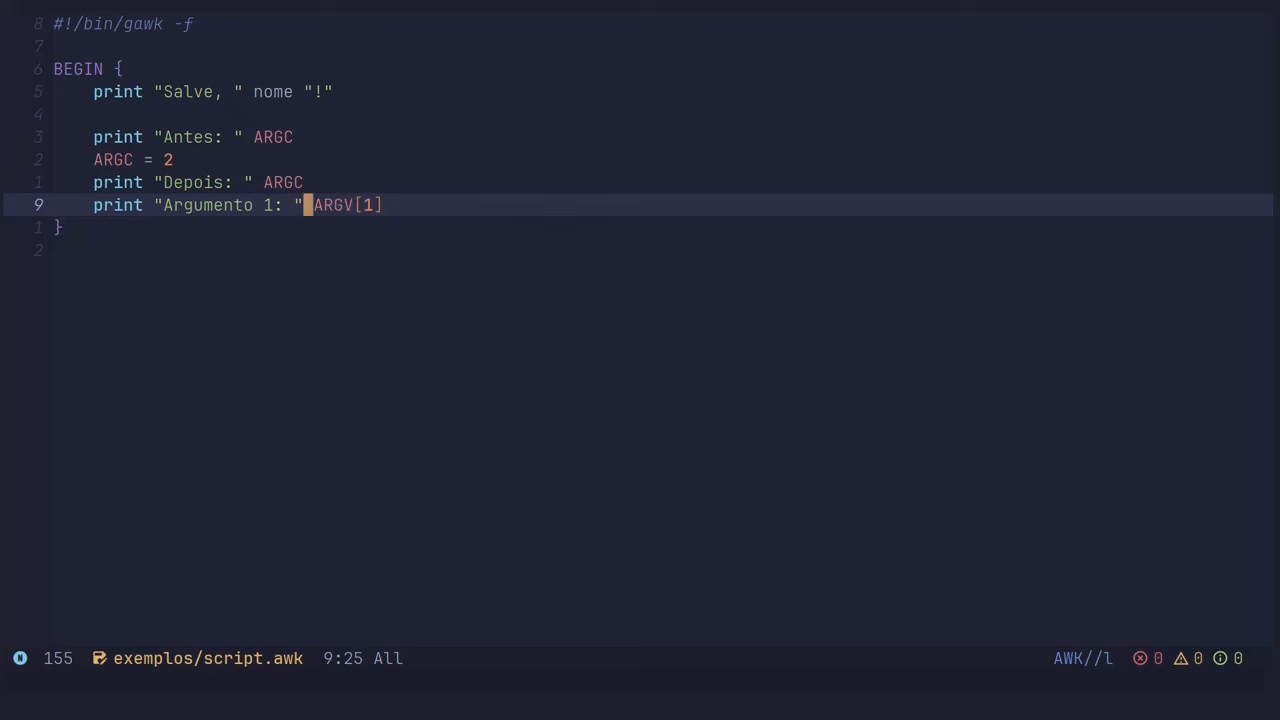 8 #!/bin/gawk -f
7
6 BEGIN {
5     print "Salve, " nome "!"
4
3     print "Antes: " ARGC
2     ARGC = 2
1     print "Depois: " ARGC
9     print "Argumento 1: " ARGV[1]
1 }
2
N 155 exemplos/script.awk 9:25 All AWK//l 0 0 0